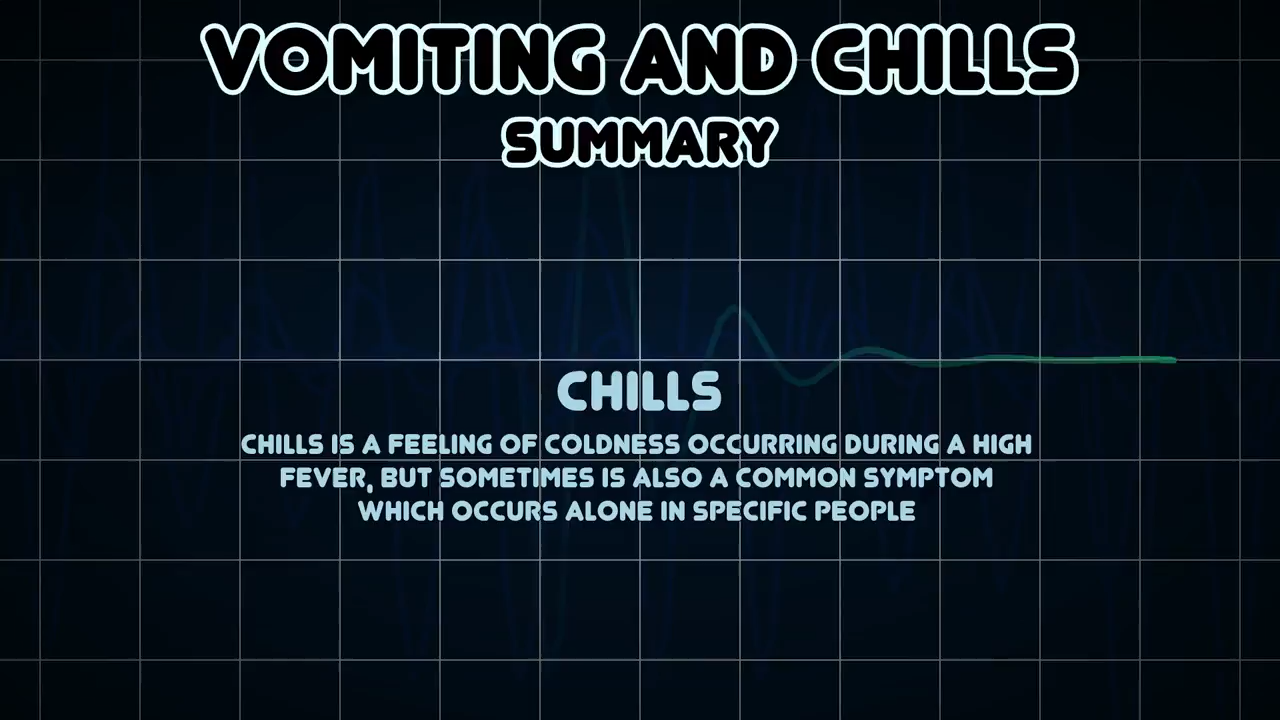 VOMITING AND CHILLS
SUMMARY
CHILLS
CHILLS IS A FEELING OF COLDNESS OCCURRING DURING A HIGH
FEVER, BUT SOMETIMES IS ALSO A COMMON SYMPTOM
WHICH OCCURS ALONE IN SPECIFIC PEOPLE